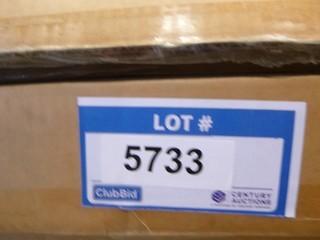 LOT #
5733
ClubBid
CENTURY
AUCTIONS